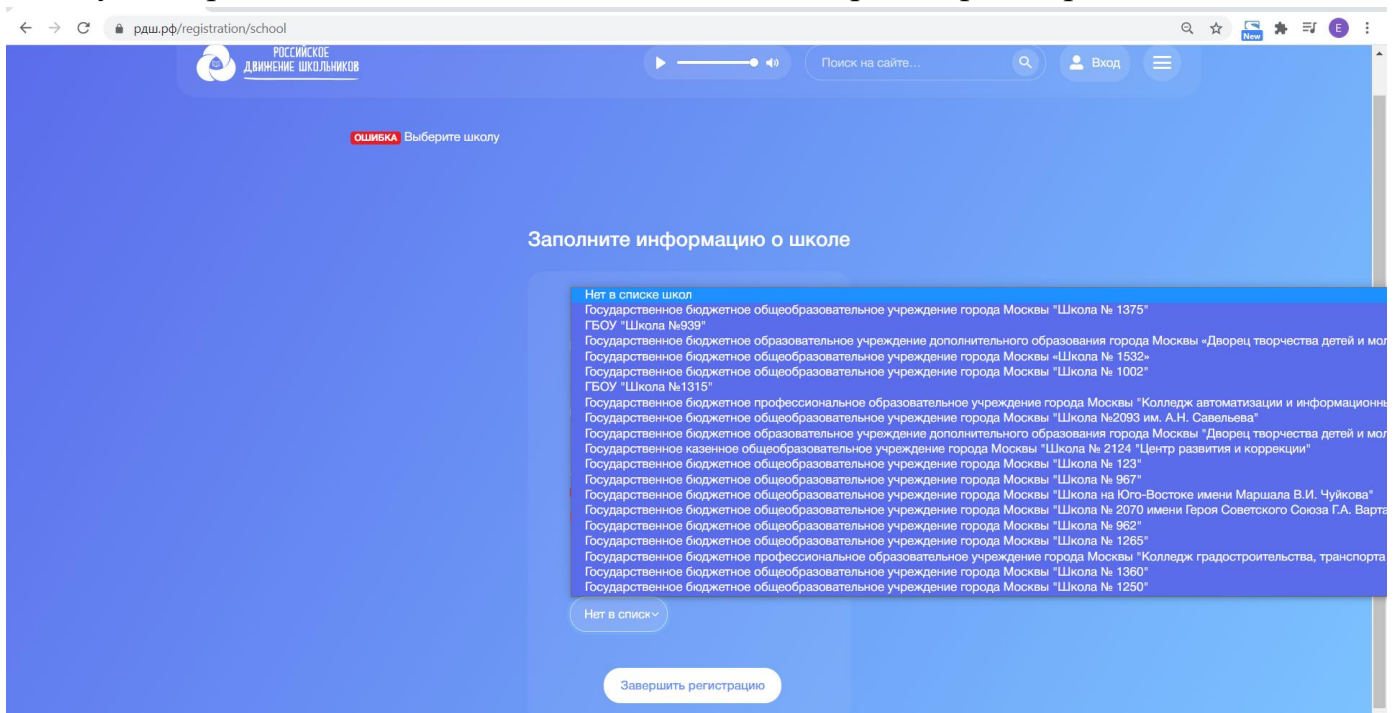 рдш.рф/registration/school
New
E
РОССИЙСКОЕ
ДВИЖЕНИЕ ШКОЛЬНИКОВ
Поиск на сайте...
Вход
ОШИБКА Выберите школу
Заполните информацию о школе
Нет в списке школ
Государственное бюджетное общеобразовательное учреждение города Москвы "Школа № 1375"
ГБОУ "Школа №939"
Государственное бюджетное образовательное учреждение дополнительного образования города Москвы «Дворец творчества детей и мол
Государственное бюджетное общеобразовательное учреждение города Москвы «Школа № 1532»
Государственное бюджетное общеобразовательное учреждение города Москвы "Школа № 1002"
ГБОУ "Школа №1315"
Государственное бюджетное профессиональное образовательное учреждение города Москвы "Колледж автоматизации и информационны
Государственное бюджетное общеобразовательное учреждение города Москвы "Школа №2093 им. А.Н. Савельева"
Государственное бюджетное образовательное учреждение дополнительного образования города Москвы "Дворец творчества детей и мол
Государственное казенное общеобразовательное учреждение города Москвы "Школа № 2124 "Центр развития и коррекции"
Государственное бюджетное общеобразовательное учреждение города Москвы "Школа № 123"
Государственное бюджетное общеобразовательное учреждение города Москвы "Школа № 967"
Государственное бюджетное общеобразовательное учреждение города Москвы "Школа на Юго-Востоке имени Маршала В.И. Чуйкова"
Государственное бюджетное общеобразовательное учреждение города Москвы "Школа № 2070 имени Героя Советского Союза Г.А. Варта
Государственное бюджетное общеобразовательное учреждение города Москвы "Школа № 962"
Государственное бюджетное общеобразовательное учреждение города Москвы "Школа № 1265"
Государственное бюджетное профессиональное образовательное учреждение города Москвы "Колледж градостроительства, транспорта
Государственное бюджетное общеобразовательное учреждение города Москвы "Школа № 1360"
Государственное бюджетное общеобразовательное учреждение города Москвы "Школа № 1250"
Нет в списк
Завершить регистрацию